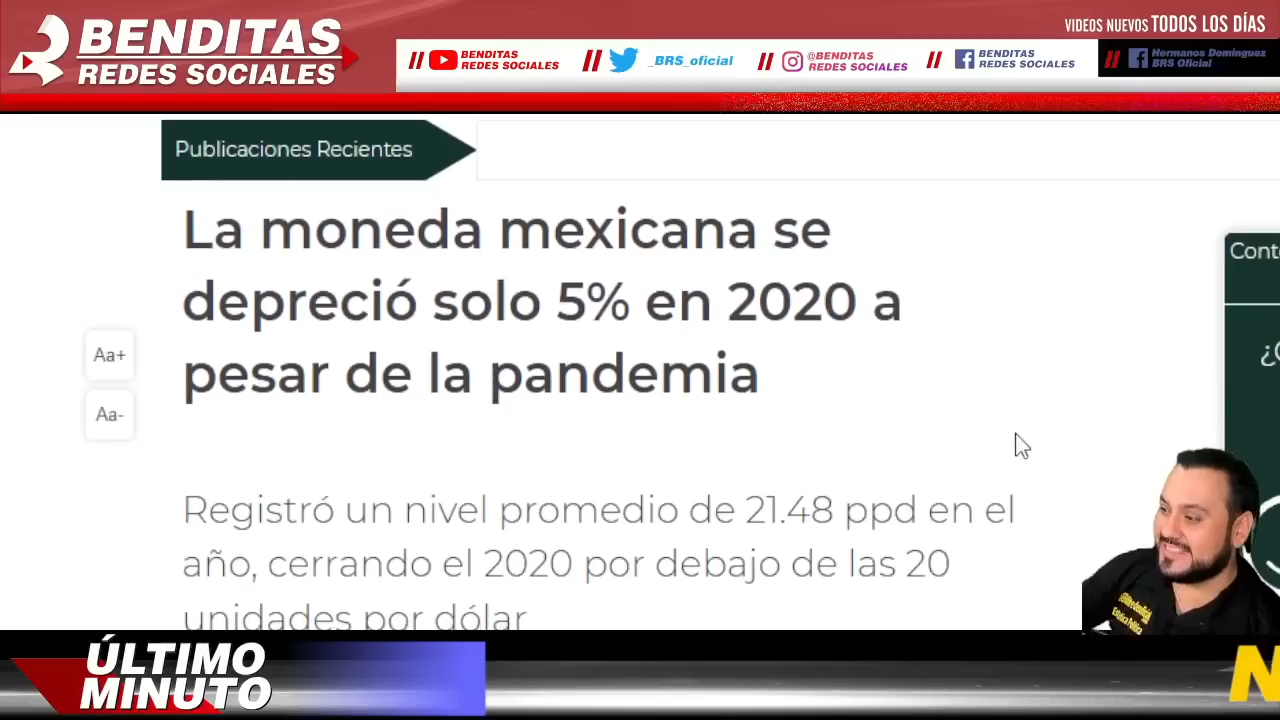 BENDITAS
REDES SOCIALES
VIDEOS NUEVOS TODOS LOS DÍAS
BENDITAS
REDES SOCIALES
_BRS_oficial
@BENDITAS
REDES SOCIALES
BENDITAS
REDES SOCIALES
Hermanos Dominguez
BRS Oficial
Publicaciones Recientes
La moneda mexicana se
depreció solo 5% en 2020 a
pesar de la pandemia
Aa+
Aa-
Registró un nivel promedio de 21.48 ppd en el
año, cerrando el 2020 por debajo de las 20
unidades por dólar
ÚLTIMO
MINUTO